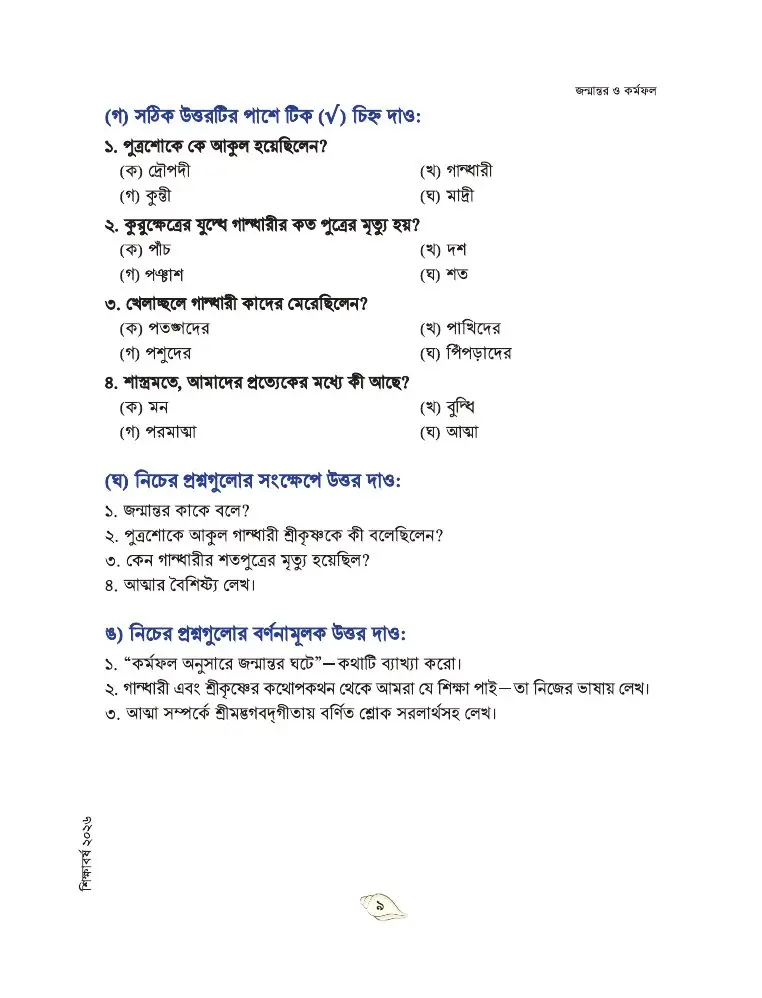 জন্মান্তর ও কর্মফল
(গ) সঠিক উত্তরটির পাশে টিক (√) চিহ্ন দাও:
১. পুত্রশোকে কে আকুল হয়েছিলেন?
(ক) দ্রৌপদী (খ) গান্ধারী
(গ) কুন্তী (ঘ) মাদ্রী
২. কুরুক্ষেত্রের যুদ্ধে গান্ধারীর কত পুত্রের মৃত্যু হয়?
(ক) পাঁচ (খ) দশ
(গ) পঞ্চাশ (ঘ) শত
৩. খেলাচ্ছলে গান্ধারী কাদের মেরেছিলেন?
(ক) পতঙ্গদের (খ) পাখিদের
(গ) পশুদের (ঘ) পিঁপড়াদের
৪. শাস্ত্রমতে, আমাদের প্রত্যেকের মধ্যে কী আছে?
(ক) মন (খ) বুদ্ধি
(গ) পরমাত্মা (ঘ) আত্মা
(ঘ) নিচের প্রশ্নগুলোর সংক্ষেপে উত্তর দাও:
১. জন্মান্তর কাকে বলে?
২. পুত্রশোকে আকুল গান্ধারী শ্রীকৃষ্ণকে কী বলেছিলেন?
৩. কেন গান্ধারীর শতপুত্রের মৃত্যু হয়েছিল?
৪. আত্মার বৈশিষ্ট্য লেখ।
ঙ) নিচের প্রশ্নগুলোর বর্ণনামূলক উত্তর দাও:
১. “কর্মফল অনুসারে জন্মান্তর ঘটে”—কথাটি ব্যাখ্যা করো।
২. গান্ধারী এবং শ্রীকৃষ্ণের কথোপকথন থেকে আমরা যে শিক্ষা পাই—তা নিজের ভাষায় লেখ।
৩. আত্মা সম্পর্কে শ্রীমদ্ভগবদ্‌গীতায় বর্ণিত শ্লোক সরলার্থসহ লেখ।
শিক্ষাবর্ষ ২০২৬
৯